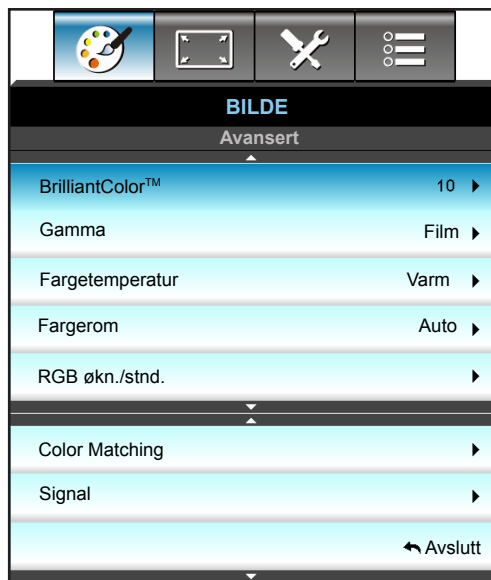 BILDE
Avansert
BrilliantColor™ 10
Gamma Film
Fargetemperatur Varm
Fargerom Auto
RGB økn./stnd.
Color Matching
Signal
Avslutt